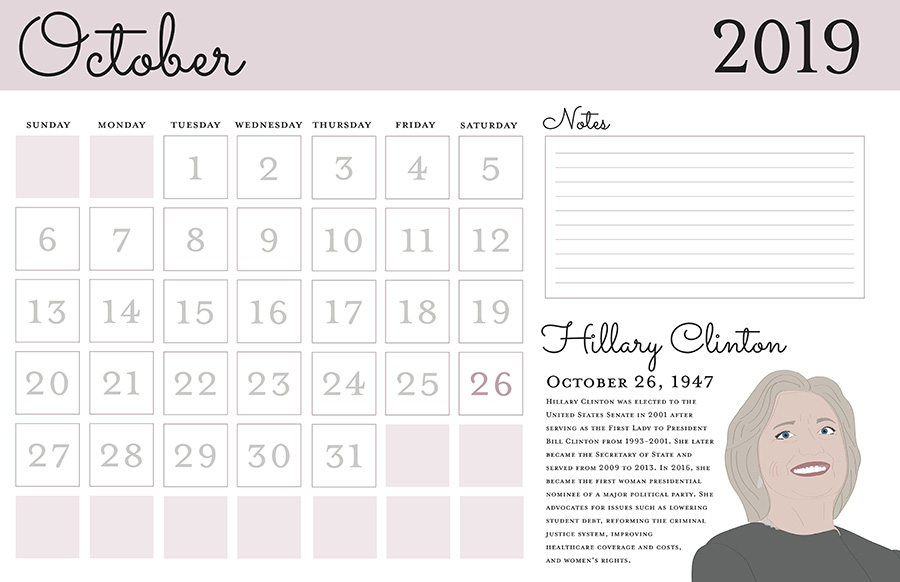 October 2019
SUNDAY MONDAY TUESDAY WEDNESDAY THURSDAY FRIDAY SATURDAY
1 2 3 4 5
6 7 8 9 10 11 12
13 14 15 16 17 18 19
20 21 22 23 24 25 26
27 28 29 30 31
Notes
Hillary Clinton
October 26, 1947
Hillary Clinton was elected to the
United States Senate in 2001 after
serving as the First Lady to President
Bill Clinton from 1993-2001. She later
became the Secretary of State and
served from 2009 to 2013. In 2016, she
became the first woman presidential
nominee of a major political party. She
advocates for issues such as lowering
student debt, reforming the criminal
justice system, improving
healthcare coverage and costs,
and women's rights.